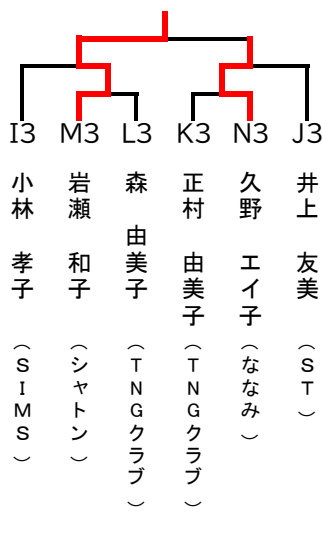 I3 M3 L3 K3 N3 J3
小林 孝子 （SIMS）
岩瀬 和子 （シャトン）
森 由美子 （TNGクラブ）
正村 由美子 （TNGクラブ）
久野 エイ子 （ななみ）
井上 友美 （ST）